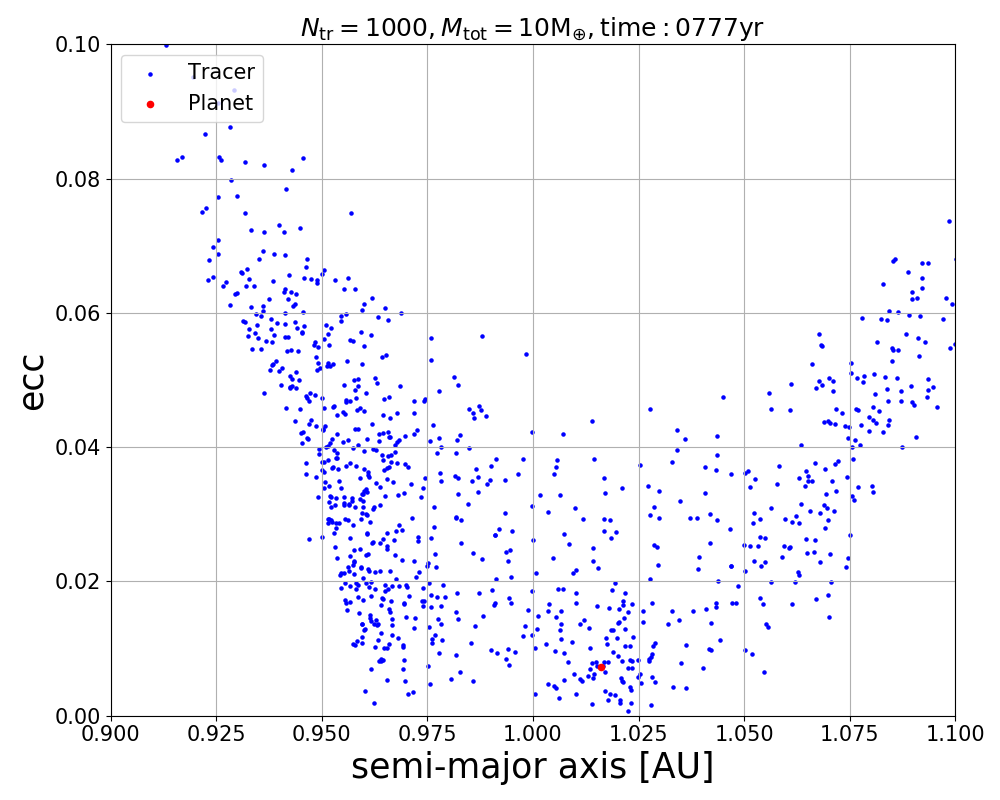 N_tr = 1000, M_tot = 10M_⊕, time : 0777yr
Tracer
Planet
0.10
0.08
0.06
0.04
0.02
0.00
ecc
0.900 0.925 0.950 0.975 1.000 1.025 1.050 1.075 1.100
semi-major axis [AU]